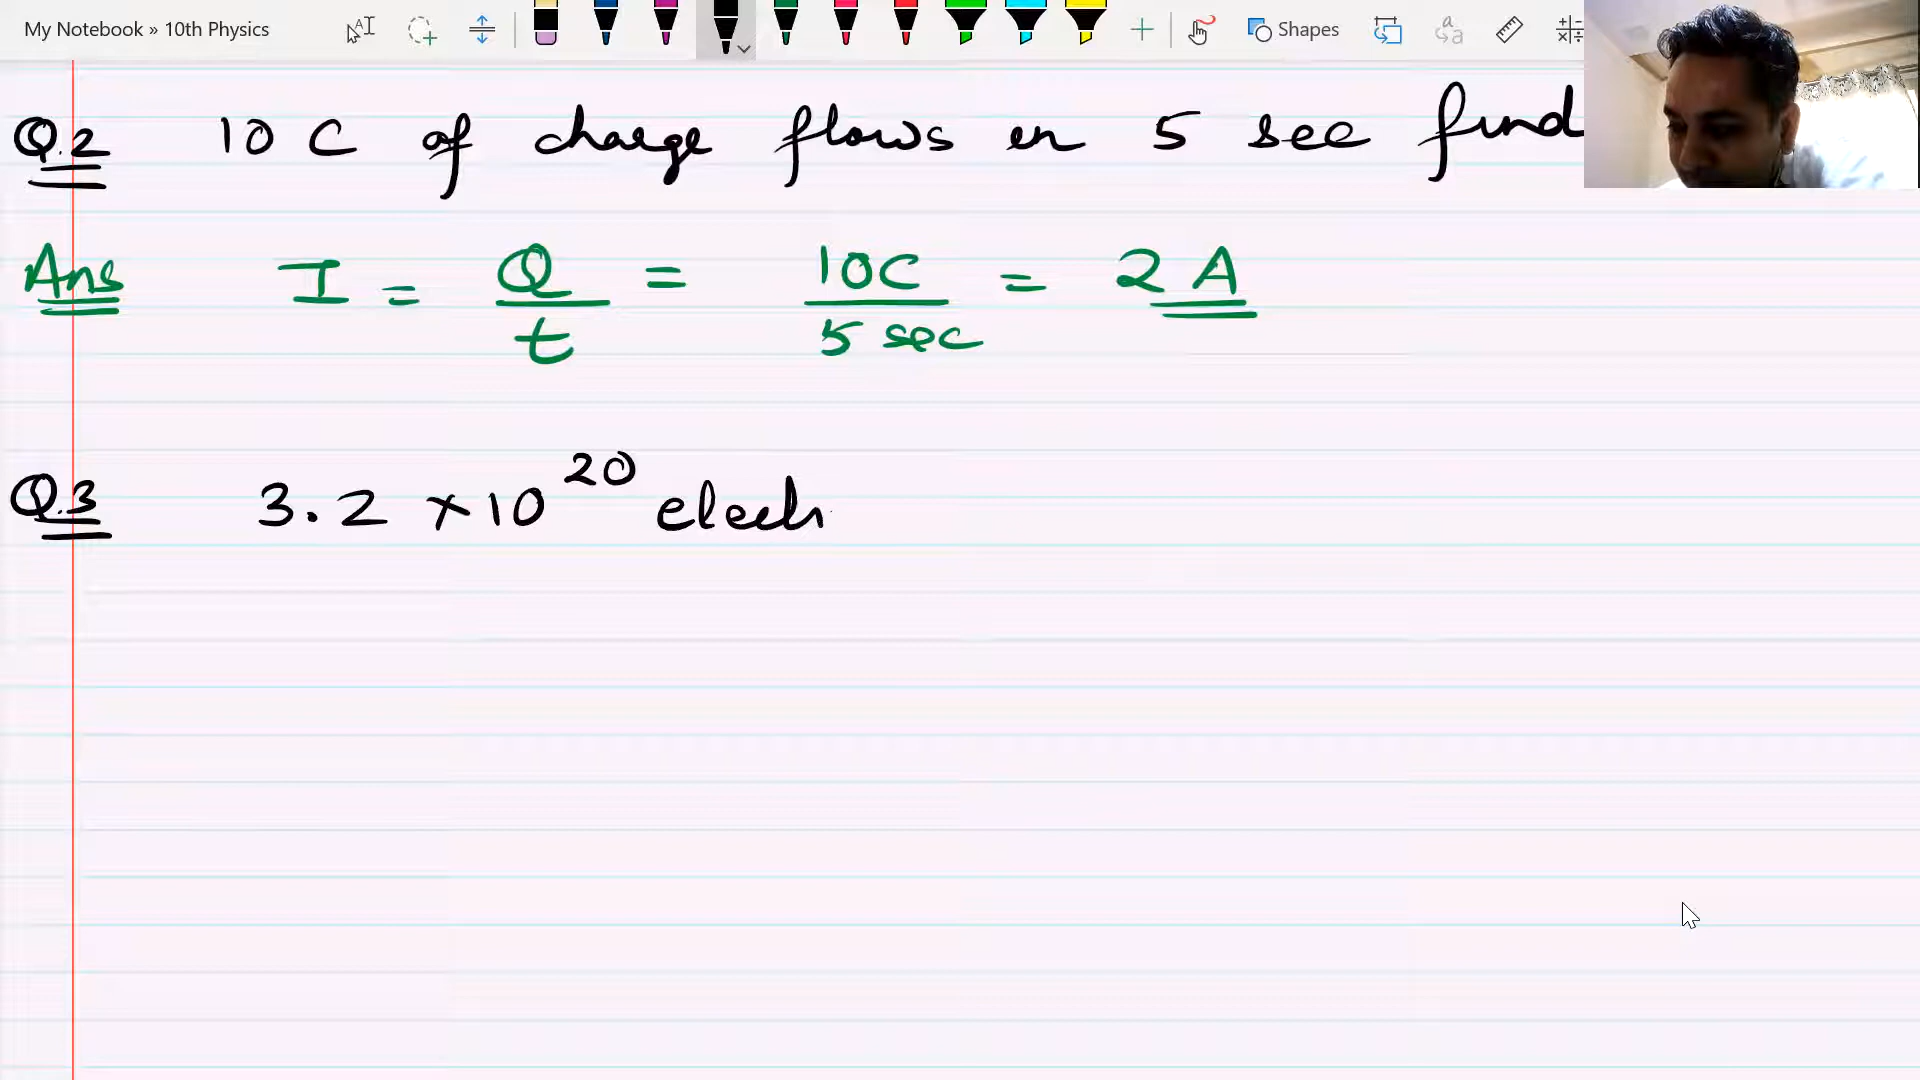 My Notebook » 10th Physics
Shapes
Q.2 10 C of charge flows in 5 sec find
Ans I = Q/t = 10C/5 sec = 2 A
Q.3 3.2 × 10^20 electr